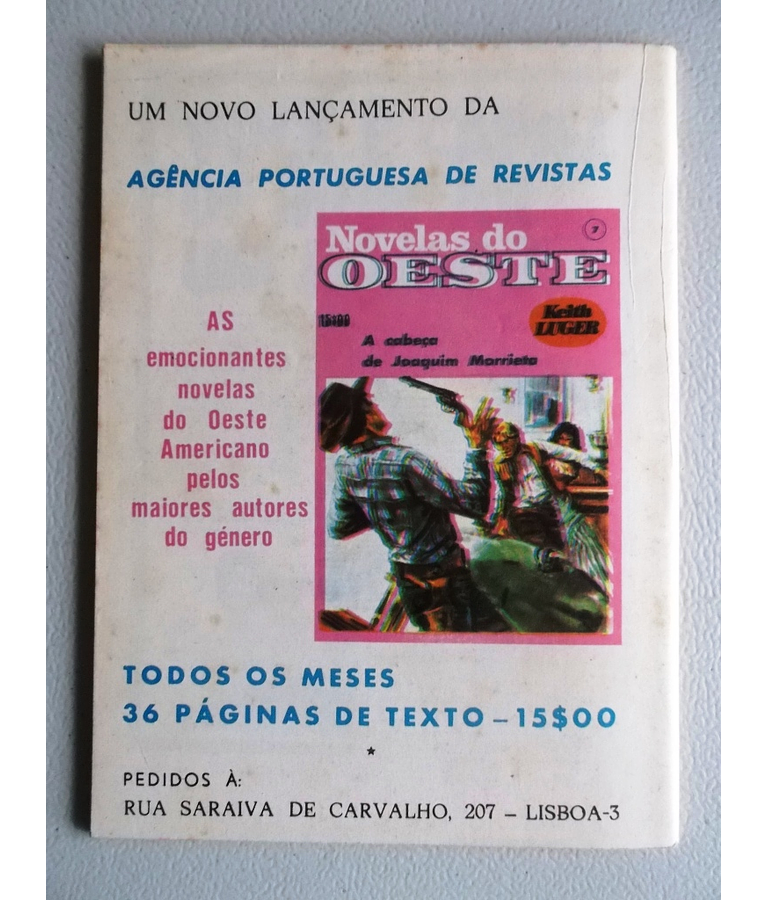 UM NOVO LANÇAMENTO DA
AGÊNCIA PORTUGUESA DE REVISTAS
Novelas do
7
OESTE
15$00
Keith
LUGER
A cabeça
de Joaquim Morrieta
AS
emocionantes
novelas
do Oeste
Americano
pelos
maiores autores
do género
TODOS OS MESES
36 PÁGINAS DE TEXTO – 15$00
*
PEDIDOS À:
RUA SARAIVA DE CARVALHO, 207 – LISBOA-3